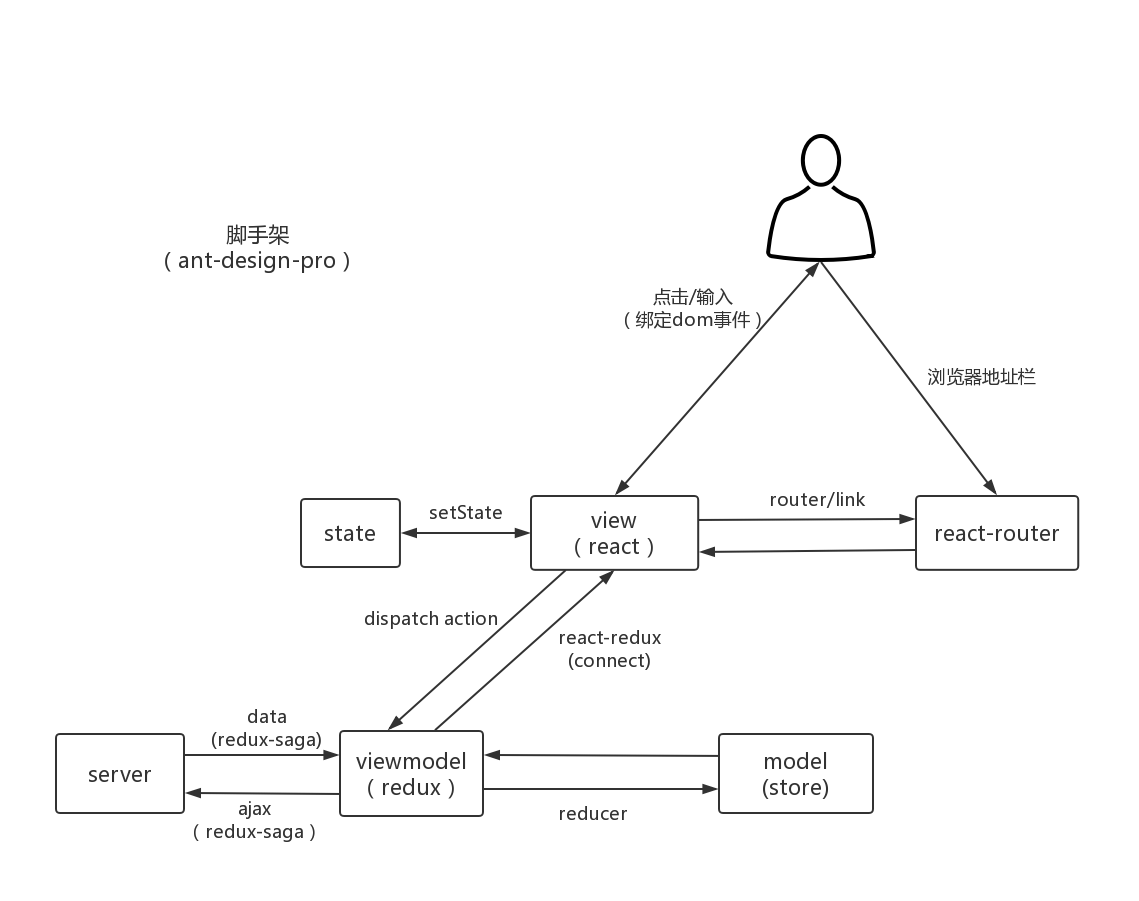 脚手架
（ant-design-pro）
点击/输入
（绑定dom事件）
浏览器地址栏
state
setState
view
（react）
router/link
react-router
dispatch action
react-redux
(connect)
data
(redux-saga)
server
ajax
（redux-saga）
viewmodel
（redux）
reducer
model
(store)